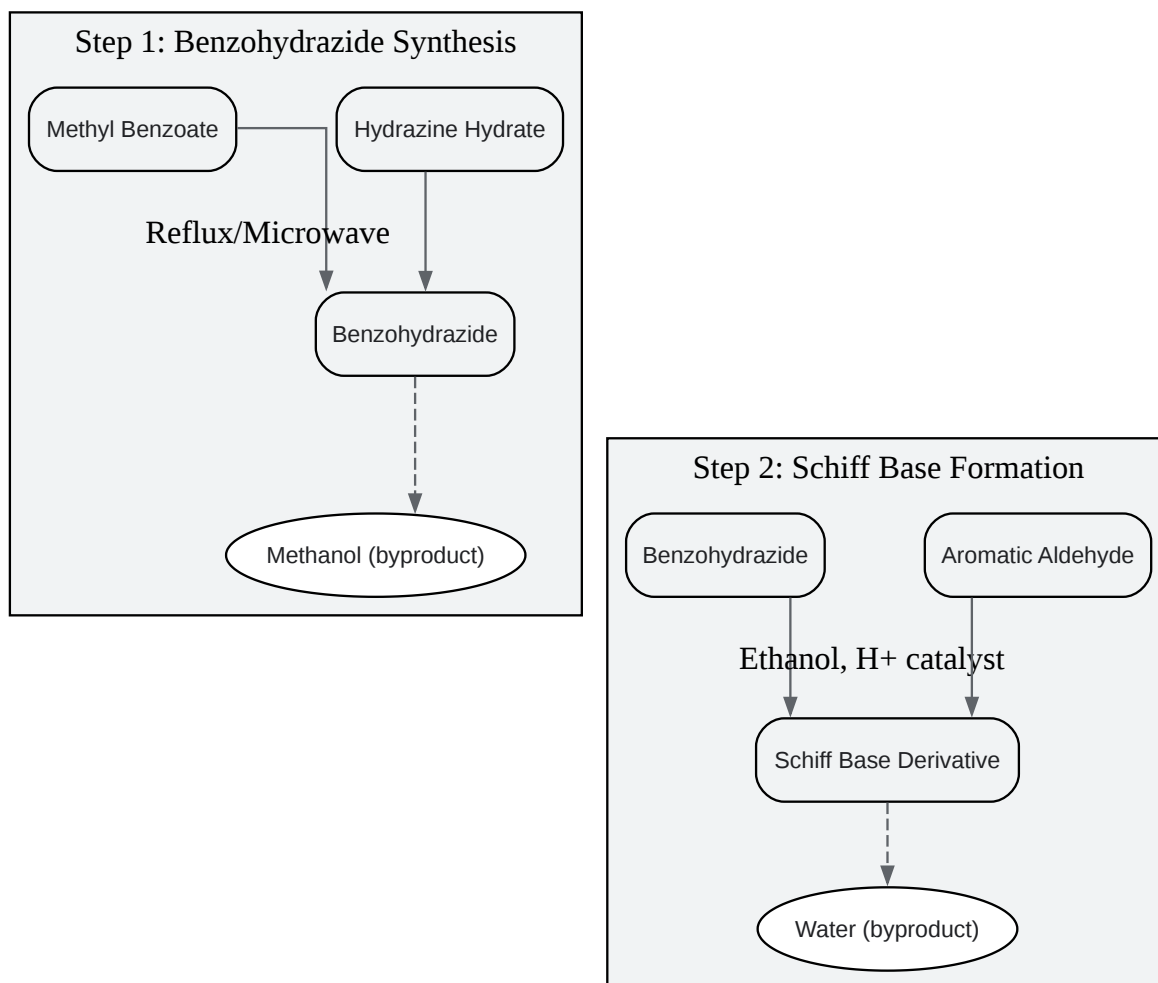 Step 1: Benzohydrazide Synthesis
Methyl Benzoate
Hydrazine Hydrate
Reflux/Microwave
Benzohydrazide
Methanol (byproduct)
Step 2: Schiff Base Formation
Benzohydrazide
Aromatic Aldehyde
Ethanol, H+ catalyst
Schiff Base Derivative
Water (byproduct)